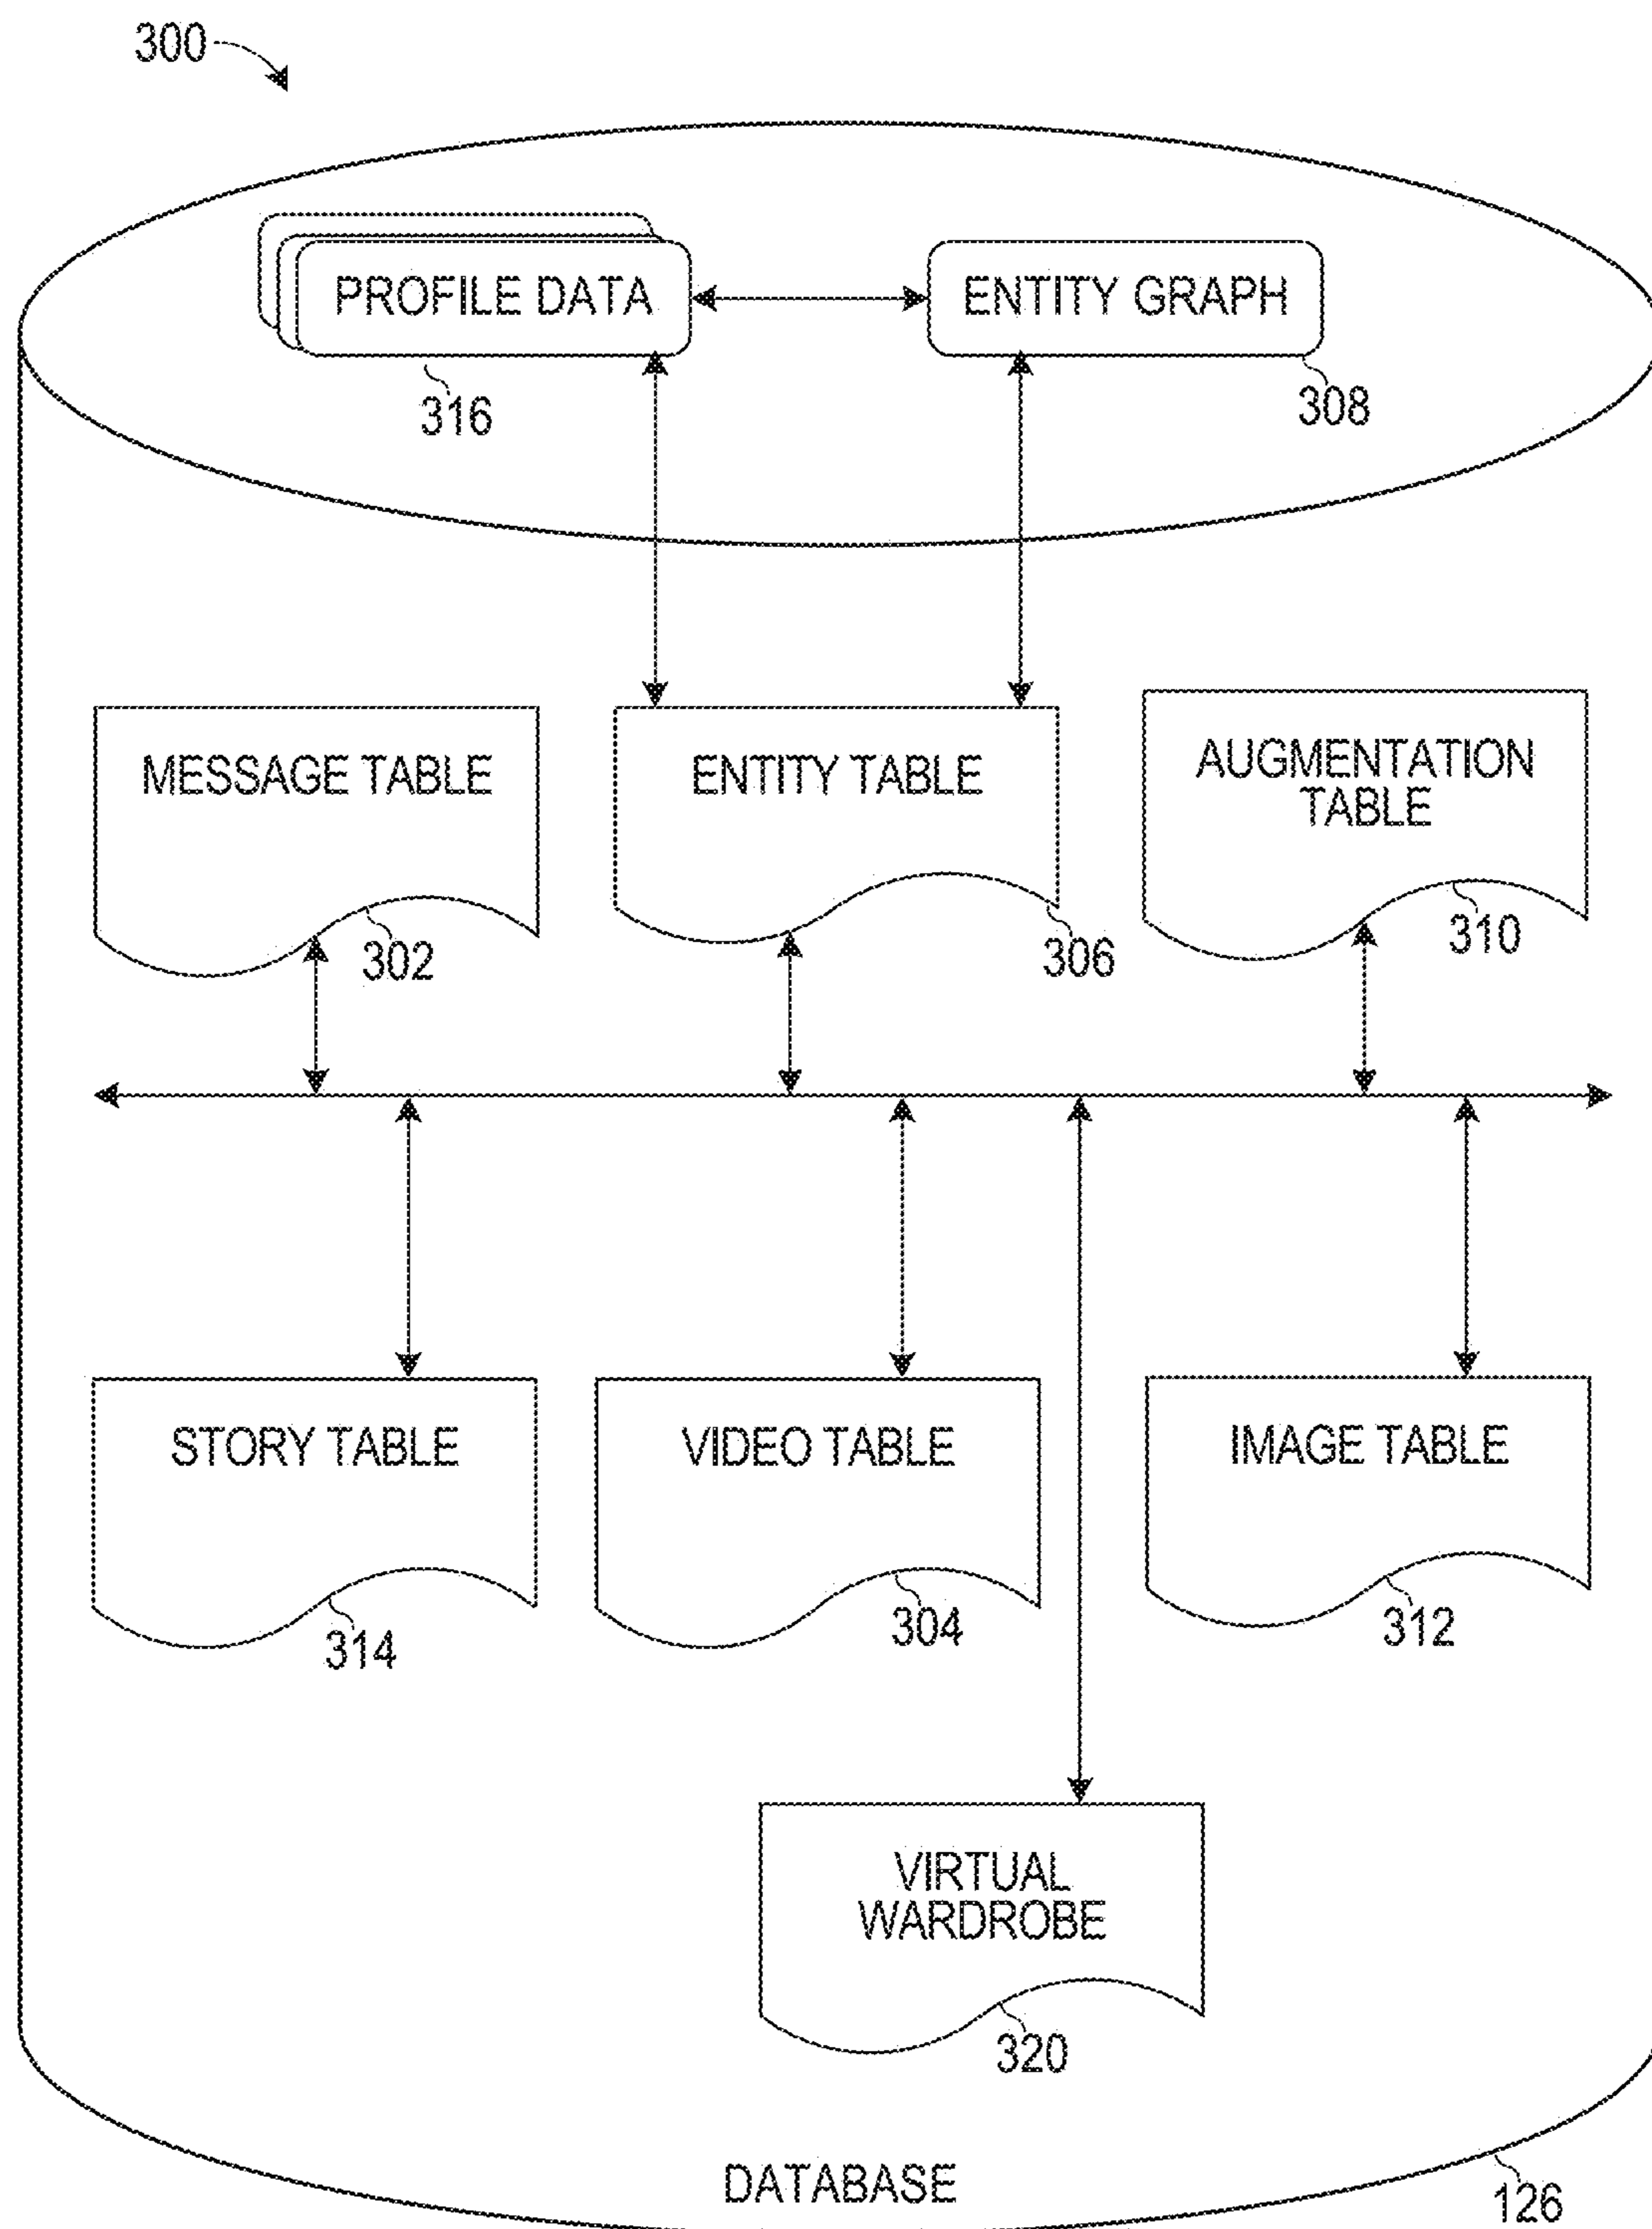 300
PROFILE DATA
ENTITY GRAPH
316
308
MESSAGE TABLE
ENTITY TABLE
AUGMENTATION
TABLE
302
306
310
STORY TABLE
VIDEO TABLE
IMAGE TABLE
314
304
312
VIRTUAL
WARDROBE
320
DATABASE
126